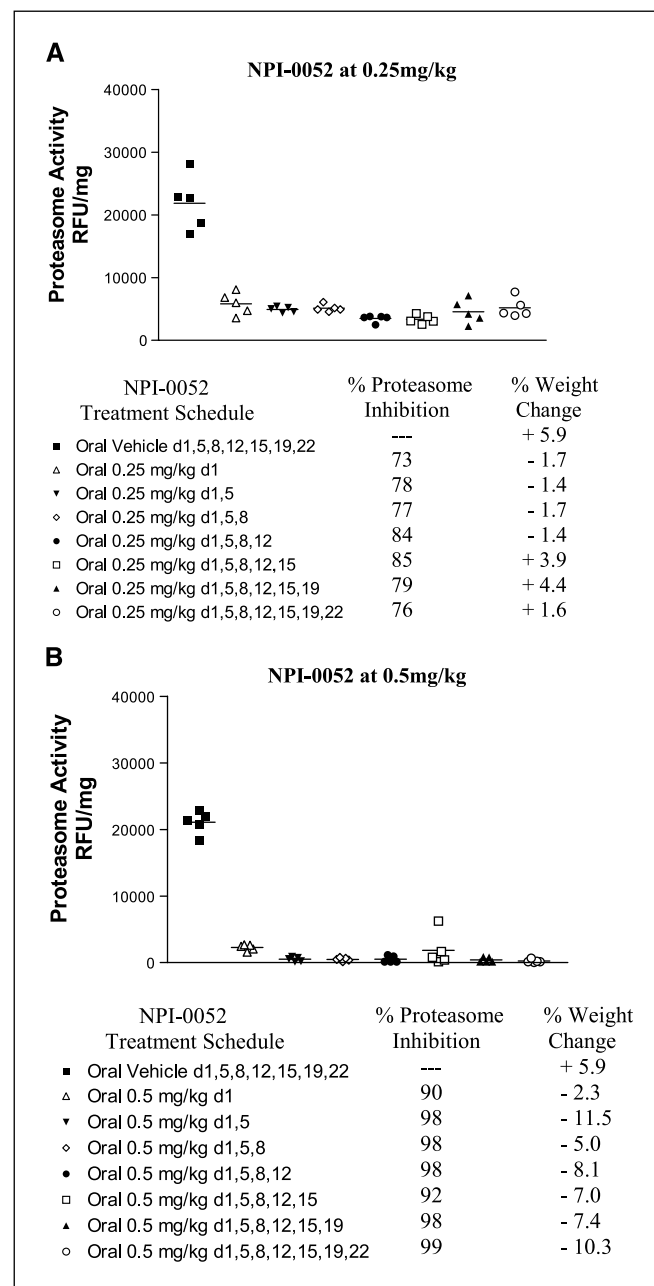 A
NPI-0052 at 0.25mg/kg
Proteasome Activity
RFU/mg
40000
30000
20000
10000
0
NPI-0052
Treatment Schedule
% Proteasome
Inhibition
% Weight
Change
Oral Vehicle d1,5,8,12,15,19,22 --- + 5.9
Oral 0.25 mg/kg d1 73 - 1.7
Oral 0.25 mg/kg d1,5 78 - 1.4
Oral 0.25 mg/kg d1,5,8 77 - 1.7
Oral 0.25 mg/kg d1,5,8,12 84 - 1.4
Oral 0.25 mg/kg d1,5,8,12,15 85 + 3.9
Oral 0.25 mg/kg d1,5,8,12,15,19 79 + 4.4
Oral 0.25 mg/kg d1,5,8,12,15,19,22 76 + 1.6
B
NPI-0052 at 0.5mg/kg
Proteasome Activity
RFU/mg
40000
30000
20000
10000
0
NPI-0052
Treatment Schedule
% Proteasome
Inhibition
% Weight
Change
Oral Vehicle d1,5,8,12,15,19,22 --- + 5.9
Oral 0.5 mg/kg d1 90 - 2.3
Oral 0.5 mg/kg d1,5 98 - 11.5
Oral 0.5 mg/kg d1,5,8 98 - 5.0
Oral 0.5 mg/kg d1,5,8,12 98 - 8.1
Oral 0.5 mg/kg d1,5,8,12,15 92 - 7.0
Oral 0.5 mg/kg d1,5,8,12,15,19 98 - 7.4
Oral 0.5 mg/kg d1,5,8,12,15,19,22 99 - 10.3